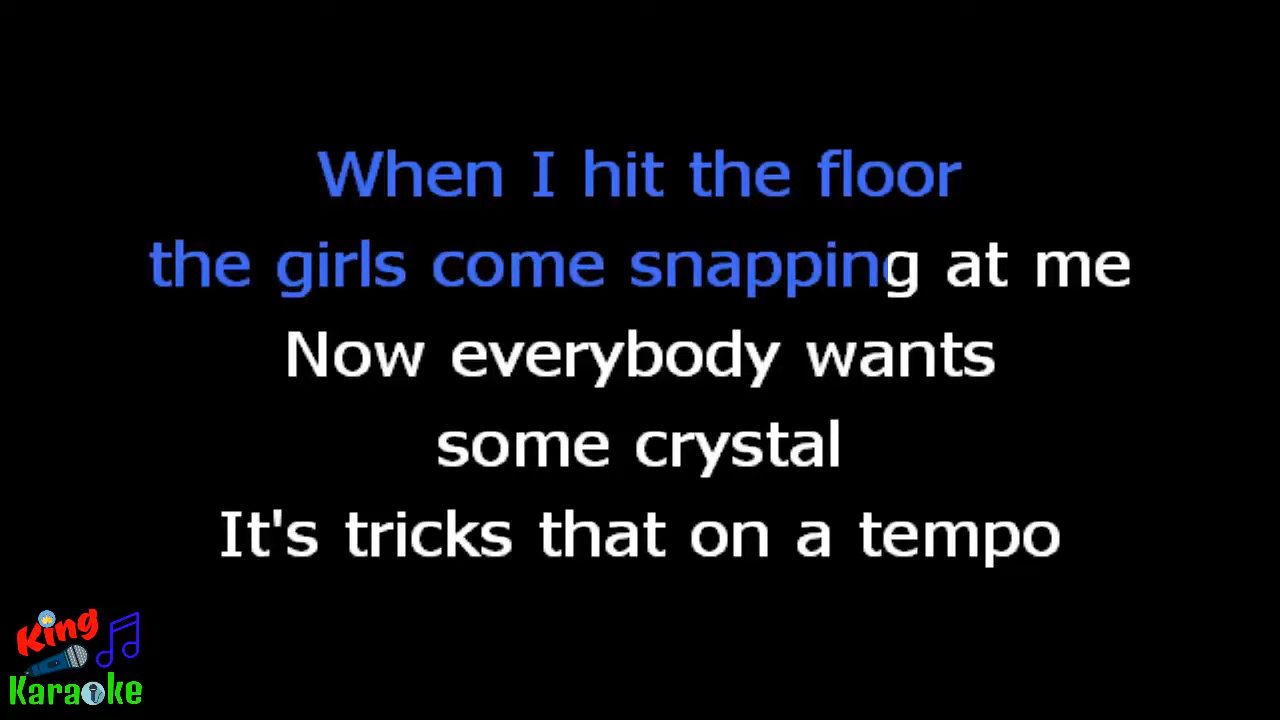 When I hit the floor
the girls come snapping at me
Now everybody wants
some crystal
It's tricks that on a tempo
King
Karaoke